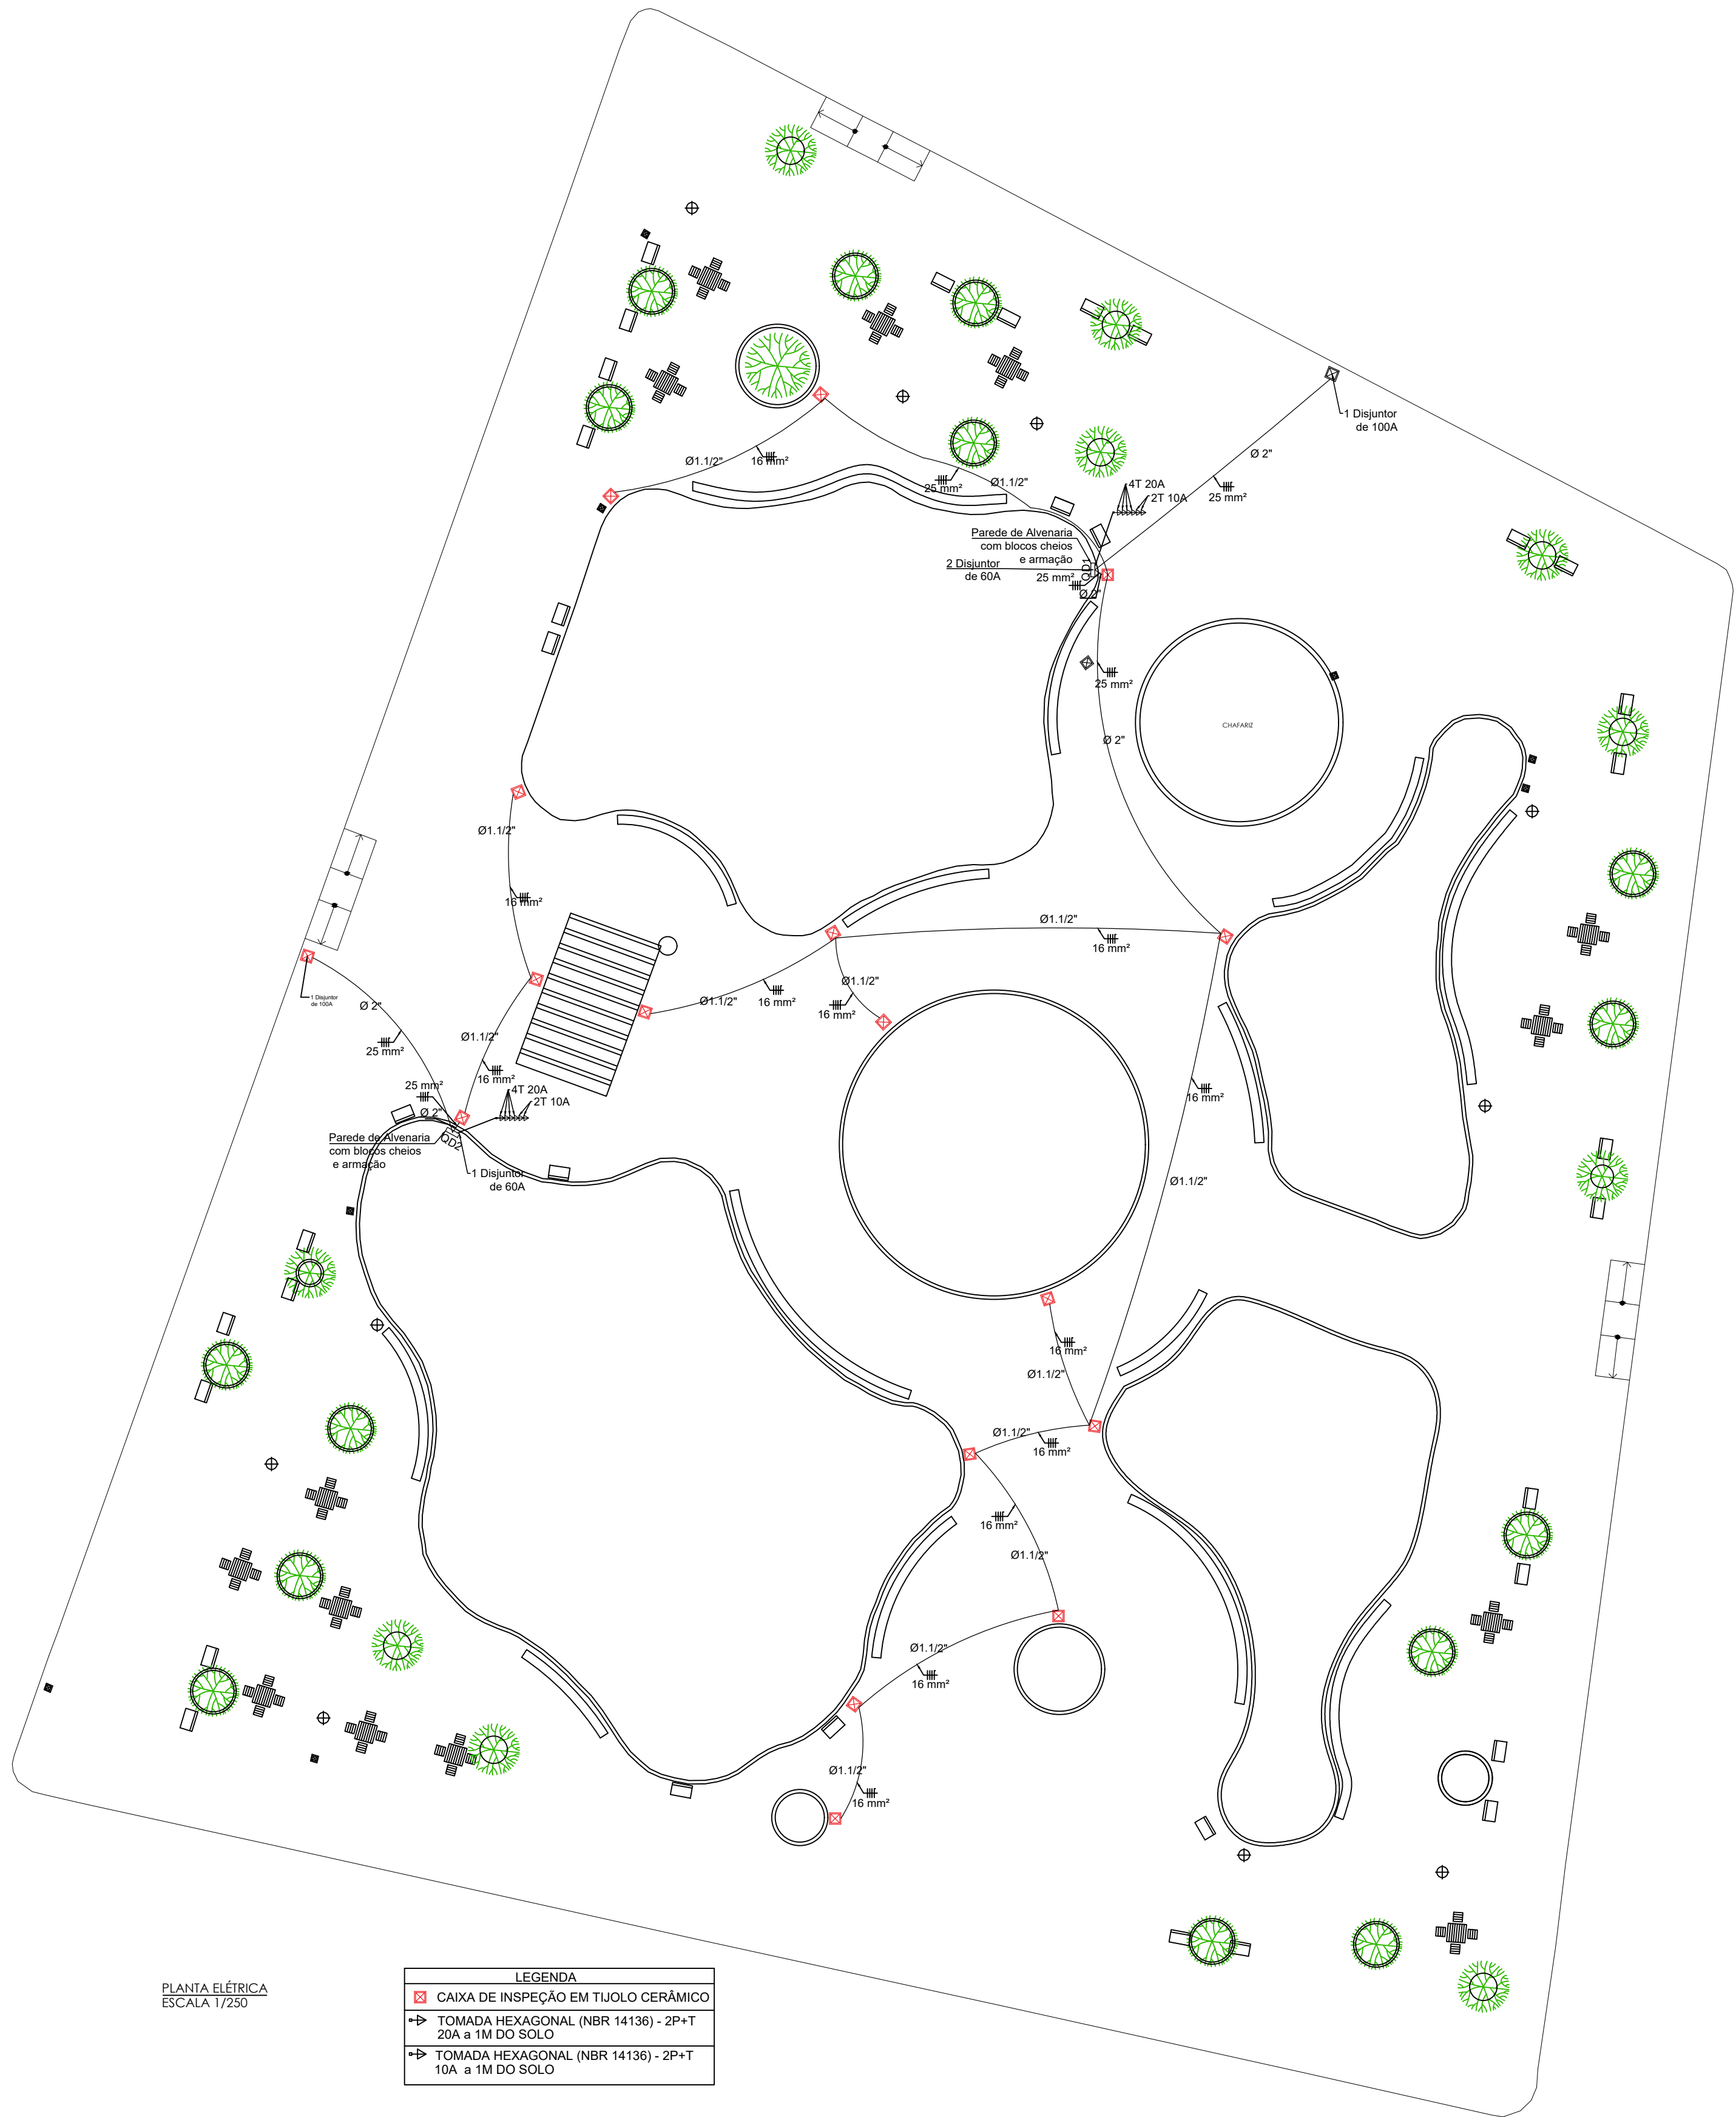 1 Disjuntor
de 100A
Ø1.1/2"
16 mm²
Ø 2"
25 mm²
Ø1.1/2"
25 mm²
4T 20A
2T 10A
Parede de Alvenaria
com blocos cheios
e armação
2 Disjuntor
de 60A
QD1
25 mm²
Ø 2"
25 mm²
CHAFARIZ
Ø 2"
Ø1.1/2"
16 mm²
Ø1.1/2"
16 mm²
Ø1.1/2"
16 mm²
Ø1.1/2"
16 mm²
1 Disjuntor
de 100A
Ø 2"
25 mm²
Ø1.1/2"
16 mm²
25 mm²
Ø 2"
4T 20A
2T 10A
Parede de Alvenaria
com blocos cheios
e armação
QD2
1 Disjuntor
de 60A
16 mm²
Ø1.1/2"
16 mm²
Ø1.1/2"
Ø1.1/2"
16 mm²
16 mm²
Ø1.1/2"
Ø1.1/2"
16 mm²
Ø1.1/2"
16 mm²
PLANTA ELÉTRICA
ESCALA 1/250
LEGENDA
CAIXA DE INSPEÇÃO EM TIJOLO CERÂMICO
TOMADA HEXAGONAL (NBR 14136) - 2P+T
20A a 1M DO SOLO
TOMADA HEXAGONAL (NBR 14136) - 2P+T
10A a 1M DO SOLO